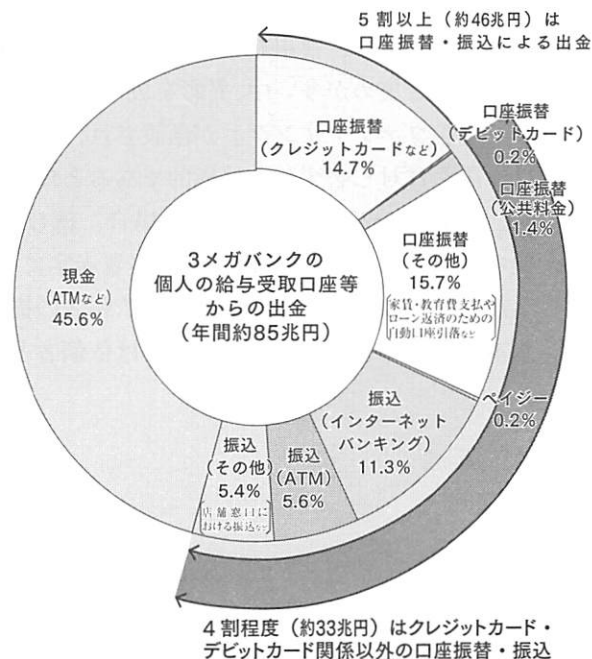 5割以上（約46兆円）は
口座振替・振込による出金
口座振替
（クレジットカードなど）
14.7%
口座振替
（デビットカード）
0.2%
口座振替
（公共料金）
1.4%
口座振替
（その他）
15.7%
家賃・教育費支払や
ローン返済のための
自動口座引落など
ペイジー
0.2%
振込
（インターネット
バンキング）
11.3%
振込
（ATM）
5.6%
振込
（その他）
5.4%
店舗窓口に
おける振込など
現金
（ATMなど）
45.6%
3メガバンクの
個人の給与受取口座等
からの出金
（年間約85兆円）
4割程度（約33兆円）はクレジットカード・
デビットカード関係以外の口座振替・振込